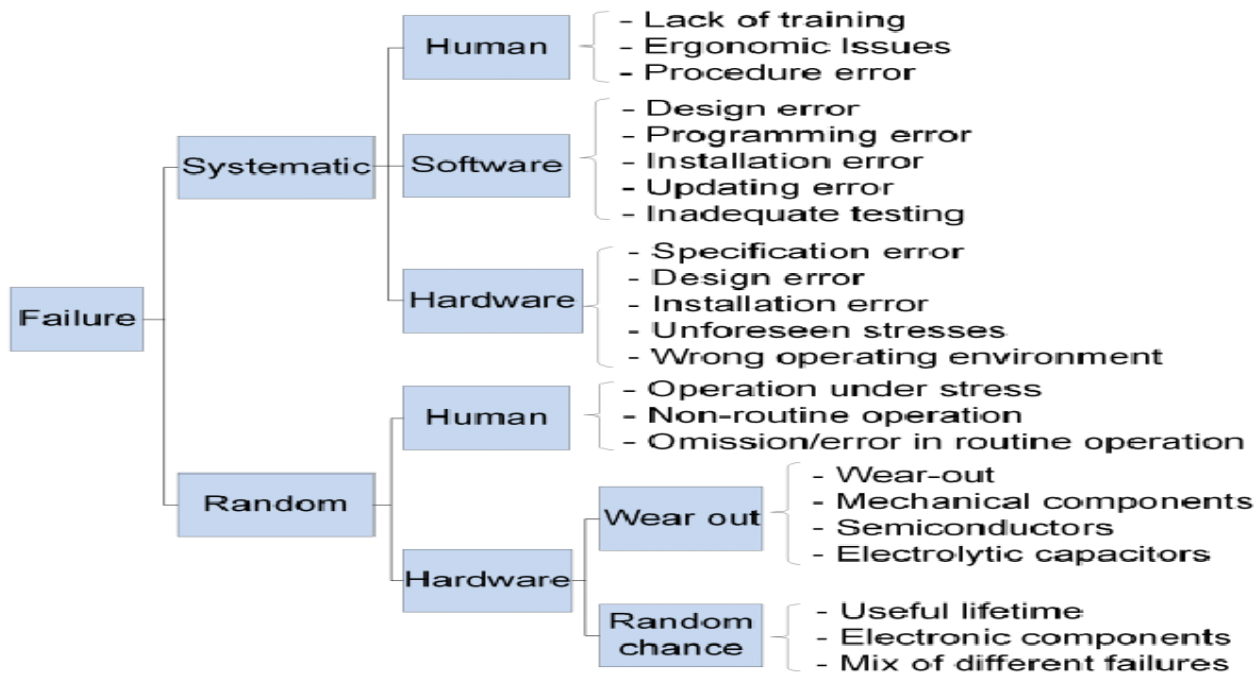 Failure
Systematic
Human
- Lack of training
- Ergonomic Issues
- Procedure error
Software
- Design error
- Programming error
- Installation error
- Updating error
- Inadequate testing
Hardware
- Specification error
- Design error
- Installation error
- Unforeseen stresses
- Wrong operating environment
Random
Human
- Operation under stress
- Non-routine operation
- Omission/error in routine operation
Hardware
Wear out
- Wear-out
- Mechanical components
- Semiconductors
- Electrolytic capacitors
Random
chance
- Useful lifetime
- Electronic components
- Mix of different failures